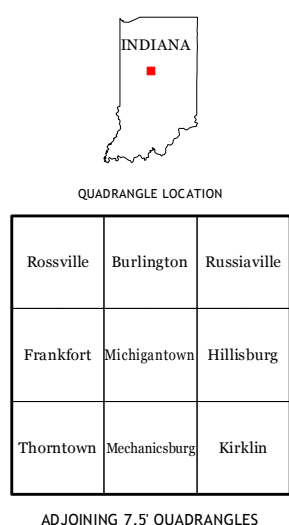 INDIANA
QUADRANGLE LOCATION
Rossville Burlington Russiaville
Frankfort Michigantown Hillisburg
Thorntown Mechanicsburg Kirklin
ADJOINING 7.5' QUADRANGLES